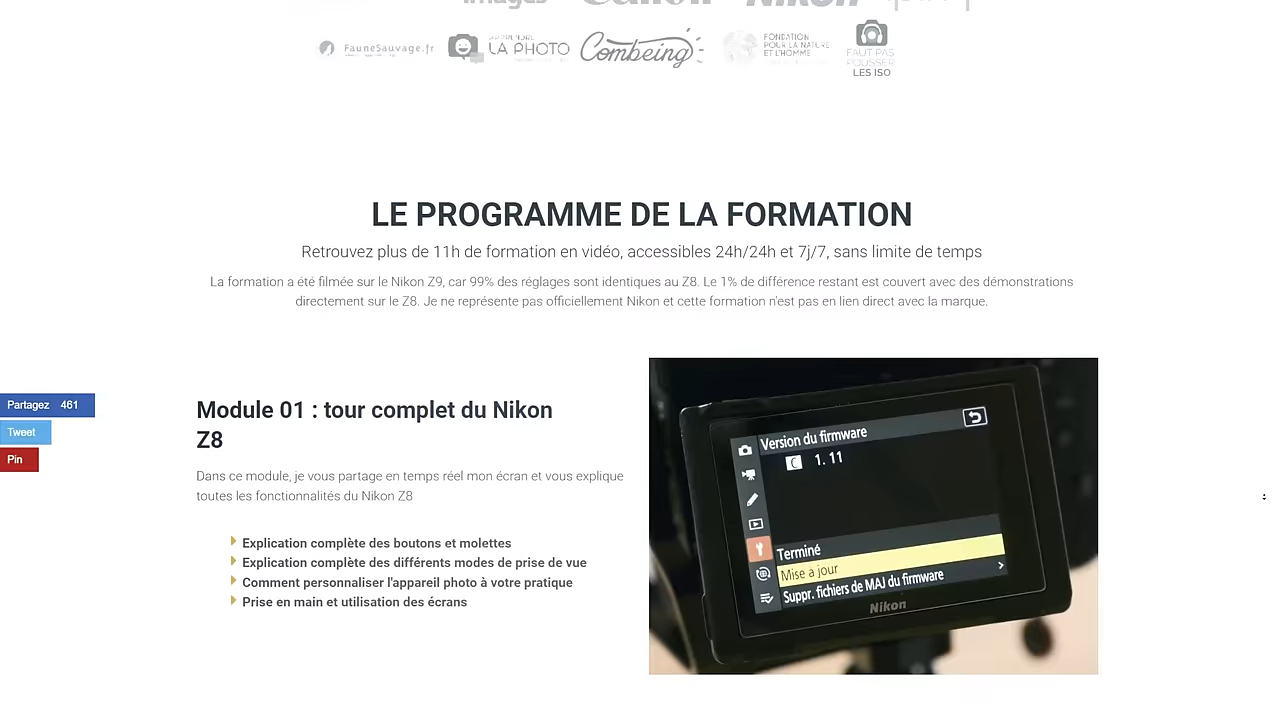 images Canon Nikon
FauneSauvage.fr
APPRENDRE
LA PHOTO
Combeing
FONDATION
POUR LA NATURE
ET L'HOMME
FAUT PAS
POUSSER
LES ISO
LE PROGRAMME DE LA FORMATION
Retrouvez plus de 11h de formation en vidéo, accessibles 24h/24h et 7j/7, sans limite de temps
La formation a été filmée sur le Nikon Z9, car 99% des réglages sont identiques au Z8. Le 1% de différence restant est couvert avec des démonstrations
directement sur le Z8. Je ne représente pas officiellement Nikon et cette formation n'est pas en lien direct avec la marque.
Partagez 461
Tweet
Pin
Module 01 : tour complet du Nikon
Z8
Dans ce module, je vous partage en temps réel mon écran et vous explique
toutes les fonctionnalités du Nikon Z8
Explication complète des boutons et molettes
Explication complète des différents modes de prise de vue
Comment personnaliser l'appareil photo à votre pratique
Prise en main et utilisation des écrans
Version du firmware
C 1.11
Terminé
Mise à jour
Suppr. fichiers de MAJ du firmware
Nikon